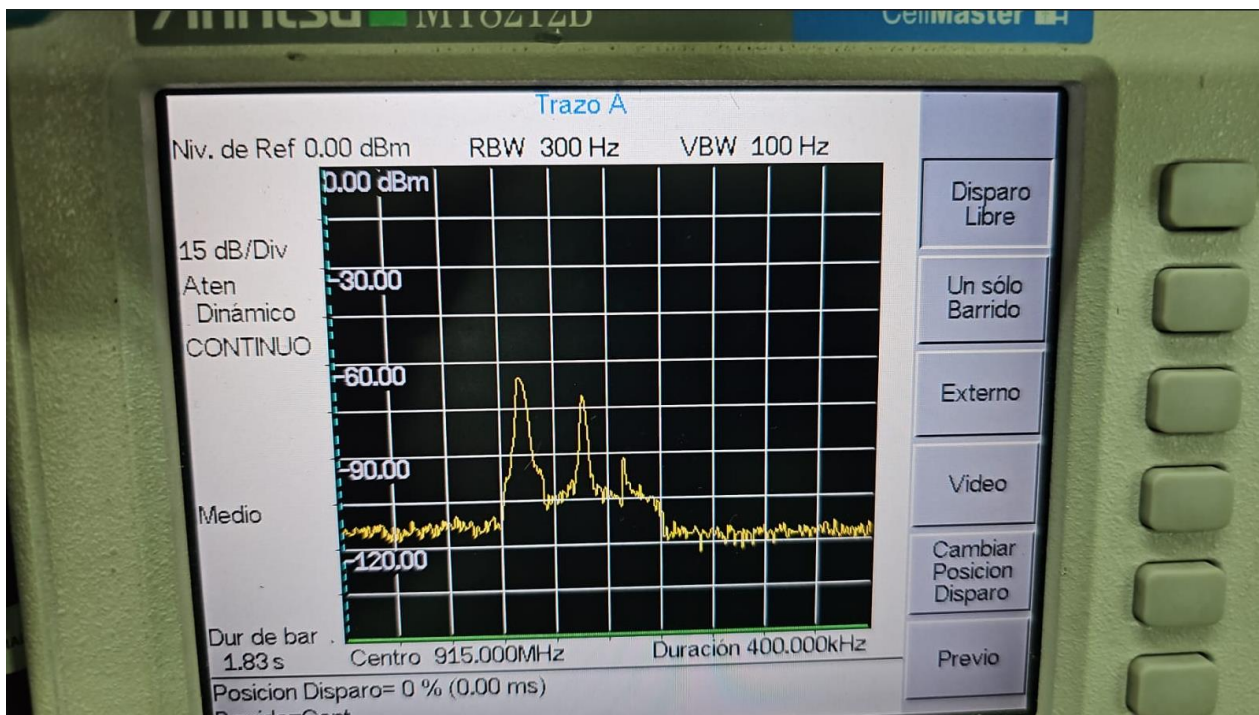 Anritsu MT8212B
CellMaster
Trazo A
Niv. de Ref 0.00 dBm RBW 300 Hz VBW 100 Hz
0.00 dBm
15 dB/Div
Aten
Dinámico
CONTINUO
-30.00
-60.00
-90.00
Medio
-120.00
Dur de bar
1.83 s
Centro 915.000MHz Duración 400.000kHz
Posicion Disparo= 0 % (0.00 ms)
Disparo
Libre
Un sólo
Barrido
Externo
Video
Cambiar
Posicion
Disparo
Previo